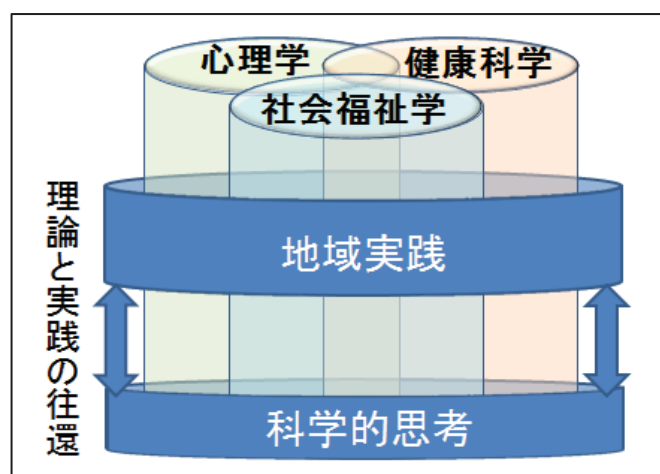 心理学
健康科学
社会福祉学
地域実践
理論と実践の往還
科学的思考